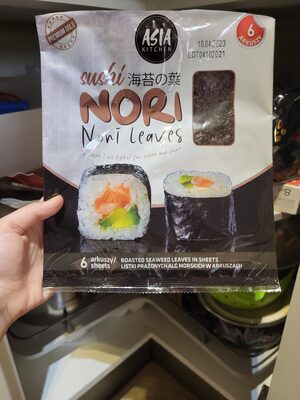 PREMIUM GOLD
ASIA
KITCHEN
6
ARKUSZY
10.04.2023
LOT04102021
sushi 海苔の葉
NORI
Nori Leaves
6 arkuszy/
sheets
ROASTED SEAWEED LEAVES IN SHEETS
LISTKI PRAŻONYCH ALG MORSKICH W ARKUSZACH